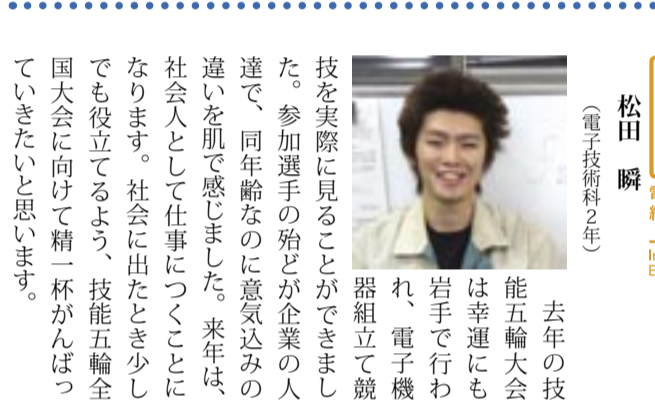 松田 瞬
（電子技術科2年）
去年の技
能五輪大会
は幸運にも
岩手で行わ
れ、電子機
器組立て競
技を実際に見ることができまし
た。参加選手の殆どが企業の人
達で、同年齢なのに意気込みの
違いを肌で感じました。来年は、
社会人として仕事につくことに
なります。社会に出たとき少し
でも役立てるよう、技能五輪全
国大会に向けて精一杯がんばっ
ていきたいと思います。